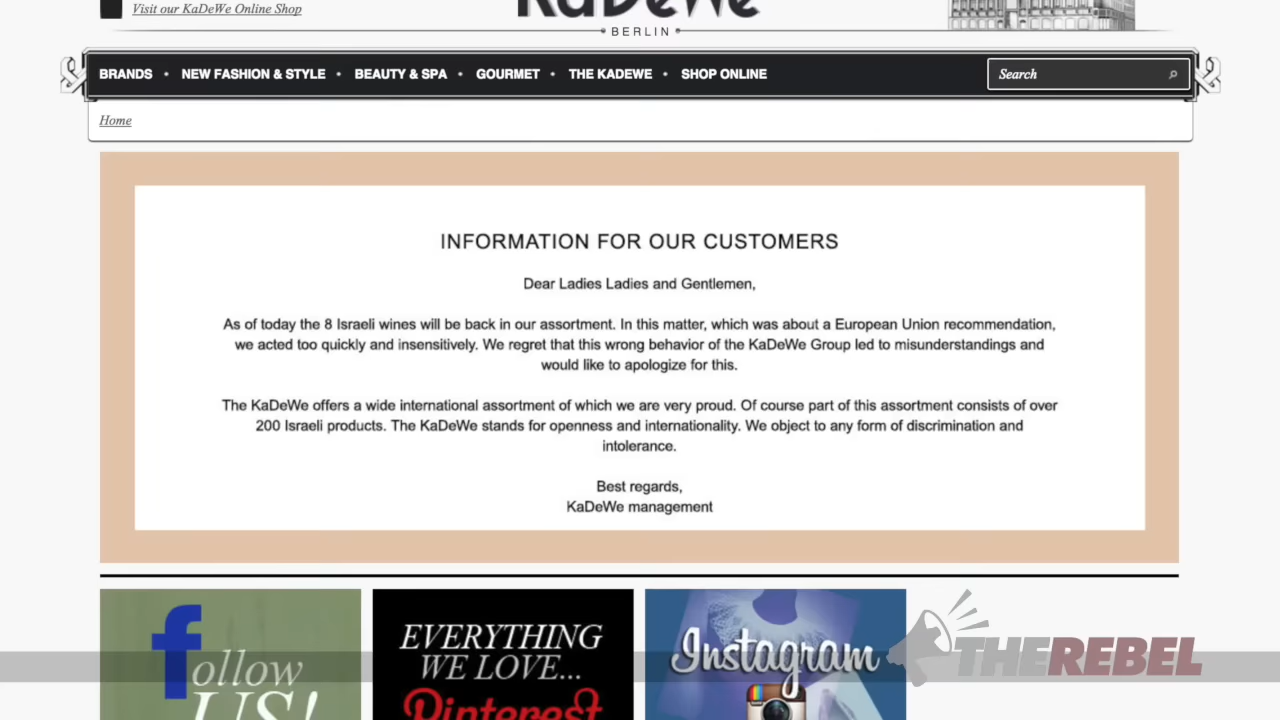 Visit our KaDeWe Online Shop
KaDeWe
BERLIN
BRANDS • NEW FASHION & STYLE • BEAUTY & SPA • GOURMET • THE KADEWE • SHOP ONLINE
Search
Home
INFORMATION FOR OUR CUSTOMERS
Dear Ladies Ladies and Gentlemen,
As of today the 8 Israeli wines will be back in our assortment. In this matter, which was about a European Union recommendation,
we acted too quickly and insensitively. We regret that this wrong behavior of the KaDeWe Group led to misunderstandings and
would like to apologize for this.
The KaDeWe offers a wide international assortment of which we are very proud. Of course part of this assortment consists of over
200 Israeli products. The KaDeWe stands for openness and internationality. We object to any form of discrimination and
intolerance.
Best regards,
KaDeWe management
follow
US!
EVERYTHING
WE LOVE...
Pinterest
Instagram
THEREBEL